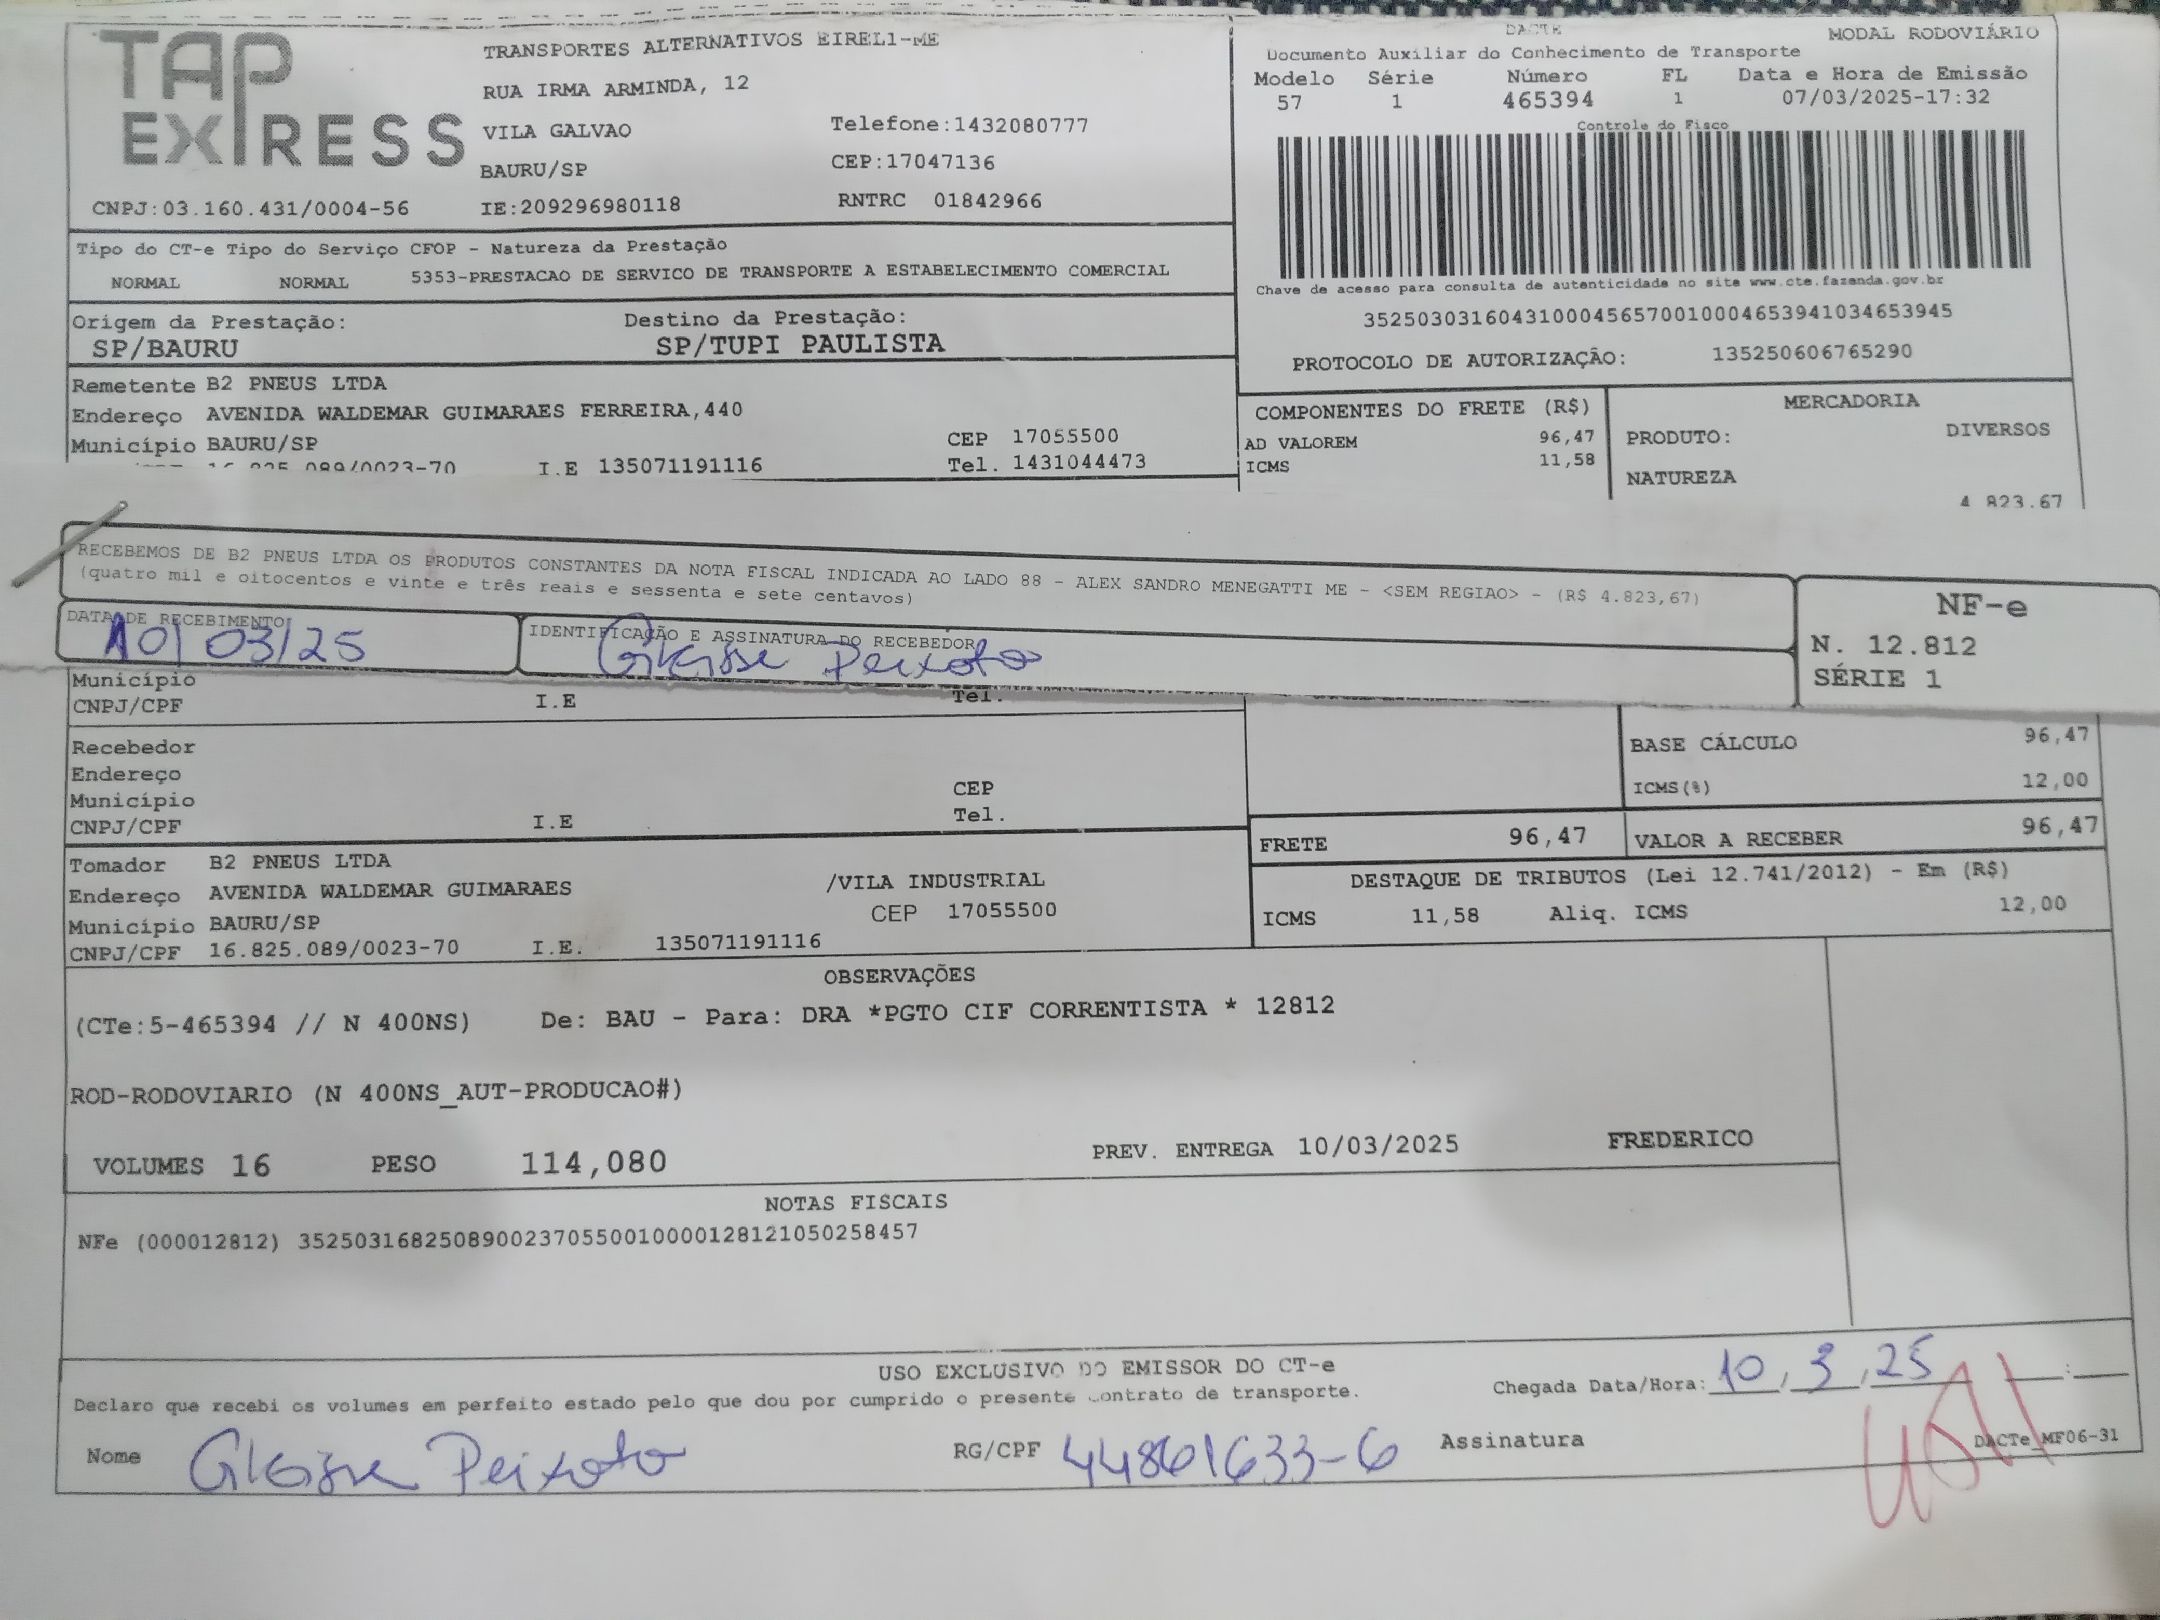 TAP EXPRESS
TRANSPORTES ALTERNATIVOS EIRELI-ME
RUA IRMA ARMINDA, 12
VILA GALVAO Telefone:1432080777
BAURU/SP CEP:17047136
CNPJ:03.160.431/0004-56 IE:209296980118 RNTRC 01842966
DACTE MODAL RODOVIÁRIO
Documento Auxiliar do Conhecimento de Transporte
Modelo Série Número FL Data e Hora de Emissão
57 1 465394 1 07/03/2025-17:32
Controle do Fisco
Chave de acesso para consulta de autenticidade no site www.cte.fazenda.gov.br
35250303160431000456570010004653941034653945
PROTOCOLO DE AUTORIZAÇÃO: 135250606765290
Tipo do CT-e Tipo do Serviço CFOP - Natureza da Prestação
NORMAL NORMAL 5353-PRESTACAO DE SERVICO DE TRANSPORTE A ESTABELECIMENTO COMERCIAL
Origem da Prestação: Destino da Prestação:
SP/BAURU SP/TUPI PAULISTA
Remetente B2 PNEUS LTDA
Endereço AVENIDA WALDEMAR GUIMARAES FERREIRA,440
Município BAURU/SP CEP 17055500
16.825.089/0023-70 I.E 135071191116 Tel. 1431044473
COMPONENTES DO FRETE (R$)
AD VALOREM 96,47
ICMS 11,58
MERCADORIA
PRODUTO: DIVERSOS
NATUREZA
4.823.67
RECEBEMOS DE B2 PNEUS LTDA OS PRODUTOS CONSTANTES DA NOTA FISCAL INDICADA AO LADO 88 - ALEX SANDRO MENEGATTI ME - <SEM REGIAO> - (R$ 4.823,67)
(quatro mil e oitocentos e vinte e três reais e sessenta e sete centavos)
DATA DE RECEBIMENTO IDENTIFICAÇÃO E ASSINATURA DO RECEBEDOR
10/03/25 Gleisse Peixoto
NF-e
N. 12.812
SÉRIE 1
Município
CNPJ/CPF I.E Tel.
Recebedor
Endereço
Município CEP
CNPJ/CPF I.E Tel.
BASE CÁLCULO 96,47
ICMS(%) 12,00
FRETE 96,47 VALOR A RECEBER 96,47
DESTAQUE DE TRIBUTOS (Lei 12.741/2012) - Em (R$)
ICMS 11,58 Aliq. ICMS 12,00
Tomador B2 PNEUS LTDA
Endereço AVENIDA WALDEMAR GUIMARAES /VILA INDUSTRIAL
Município BAURU/SP CEP 17055500
CNPJ/CPF 16.825.089/0023-70 I.E. 135071191116
OBSERVAÇÕES
(CTe:5-465394 // N 400NS) De: BAU - Para: DRA *PGTO CIF CORRENTISTA * 12812
ROD-RODOVIARIO (N 400NS_AUT-PRODUCAO#)
VOLUMES 16 PESO 114,080 PREV. ENTREGA 10/03/2025 FREDERICO
NOTAS FISCAIS
NFe (000012812) 35250316825089002370550010000128121050258457
USO EXCLUSIVO DO EMISSOR DO CT-e
Declaro que recebi os volumes em perfeito estado pelo que dou por cumprido o presente contrato de transporte.
Chegada Data/Hora: 10, 3, 25 __:__
Nome Gleisse Peixoto RG/CPF 44861633-6 Assinatura
DACTe_MF06-31